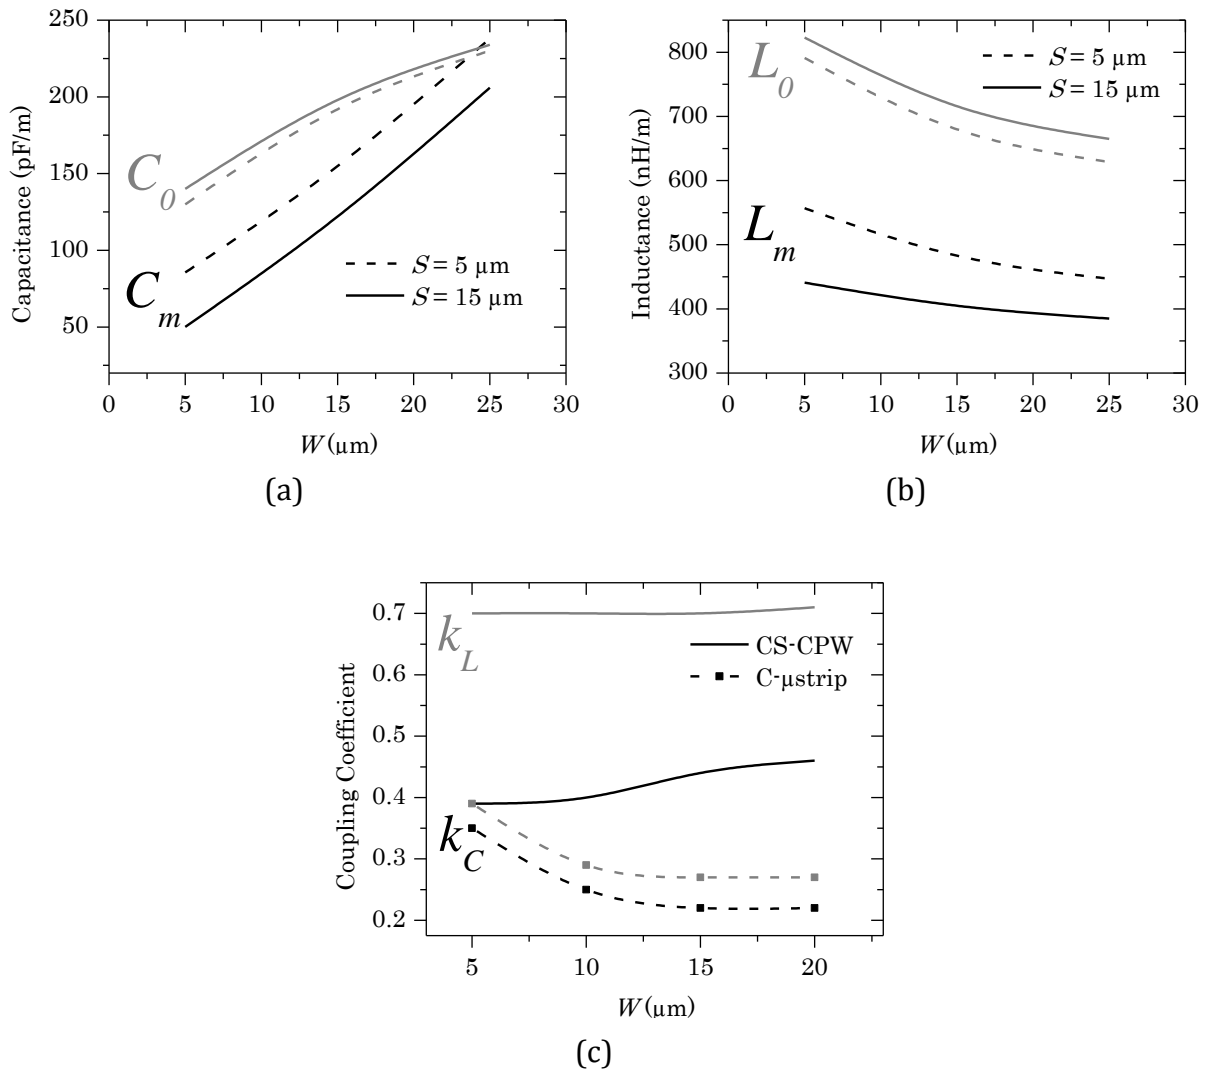 250
200
150
100
50
Capacitance (pF/m)
C0
Cm
S = 5 µm
S = 15 µm
0 5 10 15 20 25 30
W (µm)
(a)
800
700
600
500
400
300
Inductance (nH/m)
L0
Lm
S = 5 µm
S = 15 µm
0 5 10 15 20 25 30
W (µm)
(b)
0.7
0.6
0.5
0.4
0.3
0.2
Coupling Coefficient
kL
kC
CS-CPW
C-µstrip
5 10 15 20
W (µm)
(c)